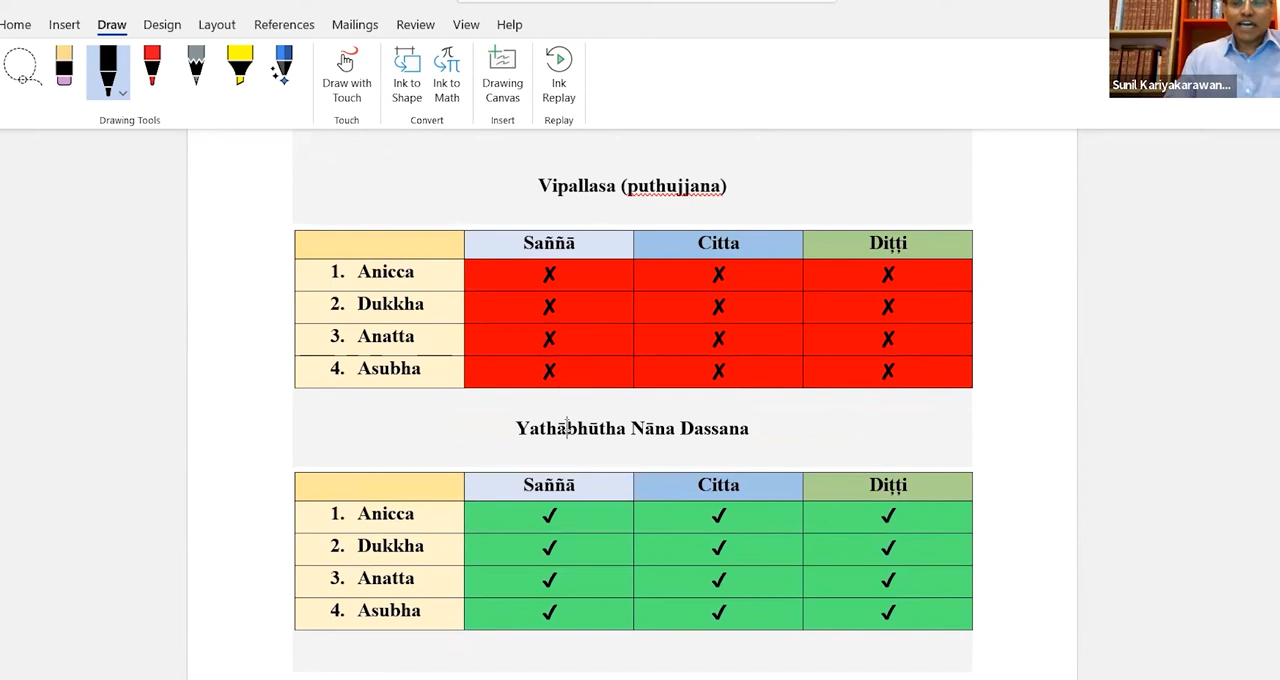 Home Insert Draw Design Layout References Mailings Review View Help
Draw with Touch
Ink to Shape
Ink to Math
Drawing Canvas
Ink Replay
Drawing Tools Touch Convert Insert Replay
Sunil Kariyakarawan...
Vipallasa (puthujjana)
Saññā Citta Diṭṭi
1. Anicca ✗ ✗ ✗
2. Dukkha ✗ ✗ ✗
3. Anatta ✗ ✗ ✗
4. Asubha ✗ ✗ ✗
Yathābhūtha Nāna Dassana
Saññā Citta Diṭṭi
1. Anicca ✓ ✓ ✓
2. Dukkha ✓ ✓ ✓
3. Anatta ✓ ✓ ✓
4. Asubha ✓ ✓ ✓